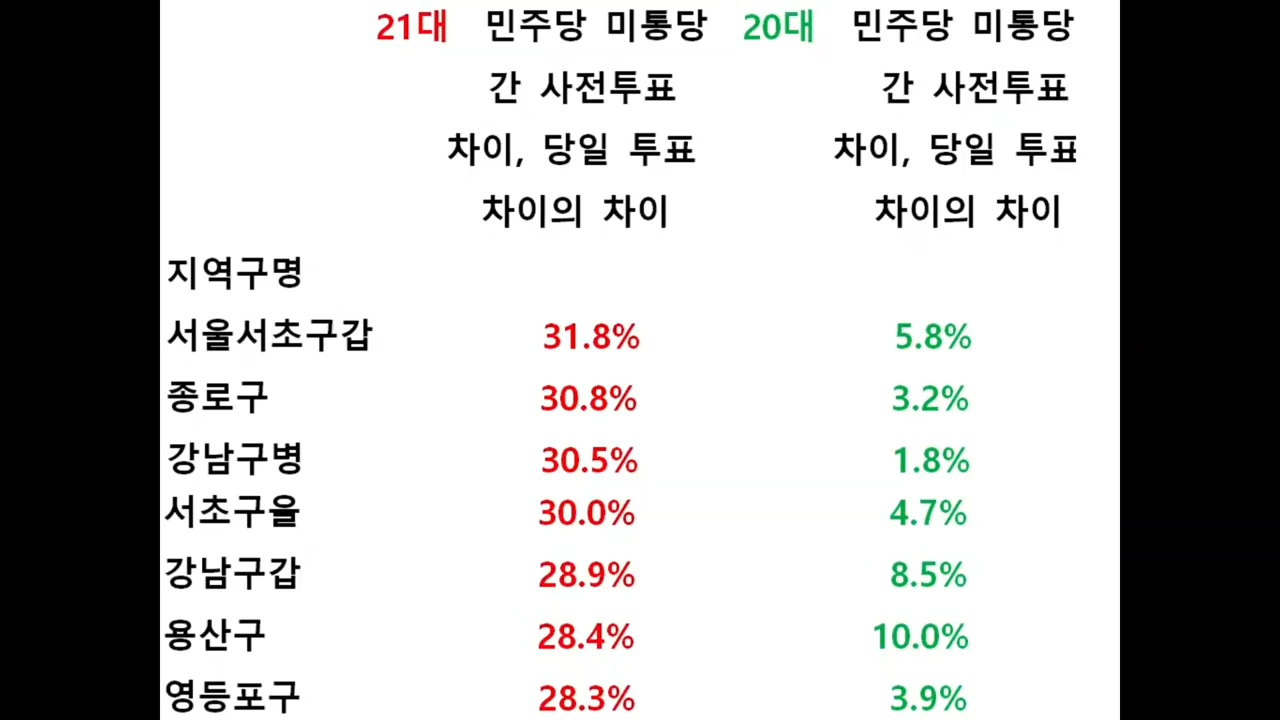 21대 민주당 미통당 20대 민주당 미통당
간 사전투표 간 사전투표
차이, 당일 투표 차이, 당일 투표
차이의 차이 차이의 차이
지역구명
서울서초구갑 31.8% 5.8%
종로구 30.8% 3.2%
강남구병 30.5% 1.8%
서초구을 30.0% 4.7%
강남구갑 28.9% 8.5%
용산구 28.4% 10.0%
영등포구 28.3% 3.9%